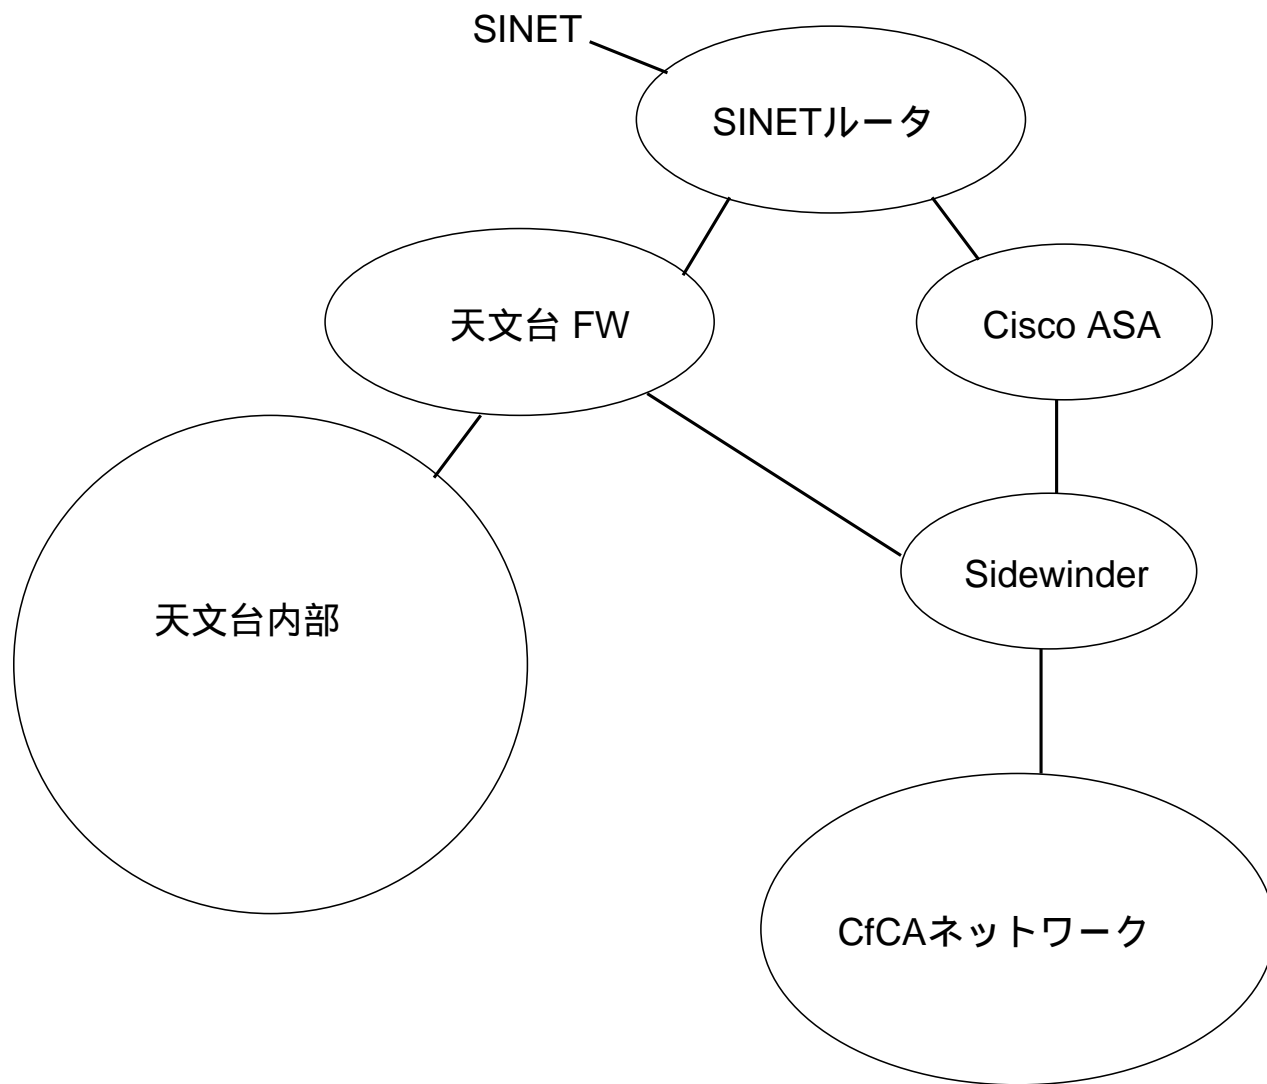 SINET
SINETルータ
天文台 FW
Cisco ASA
Sidewinder
天文台内部
CfCAネットワーク